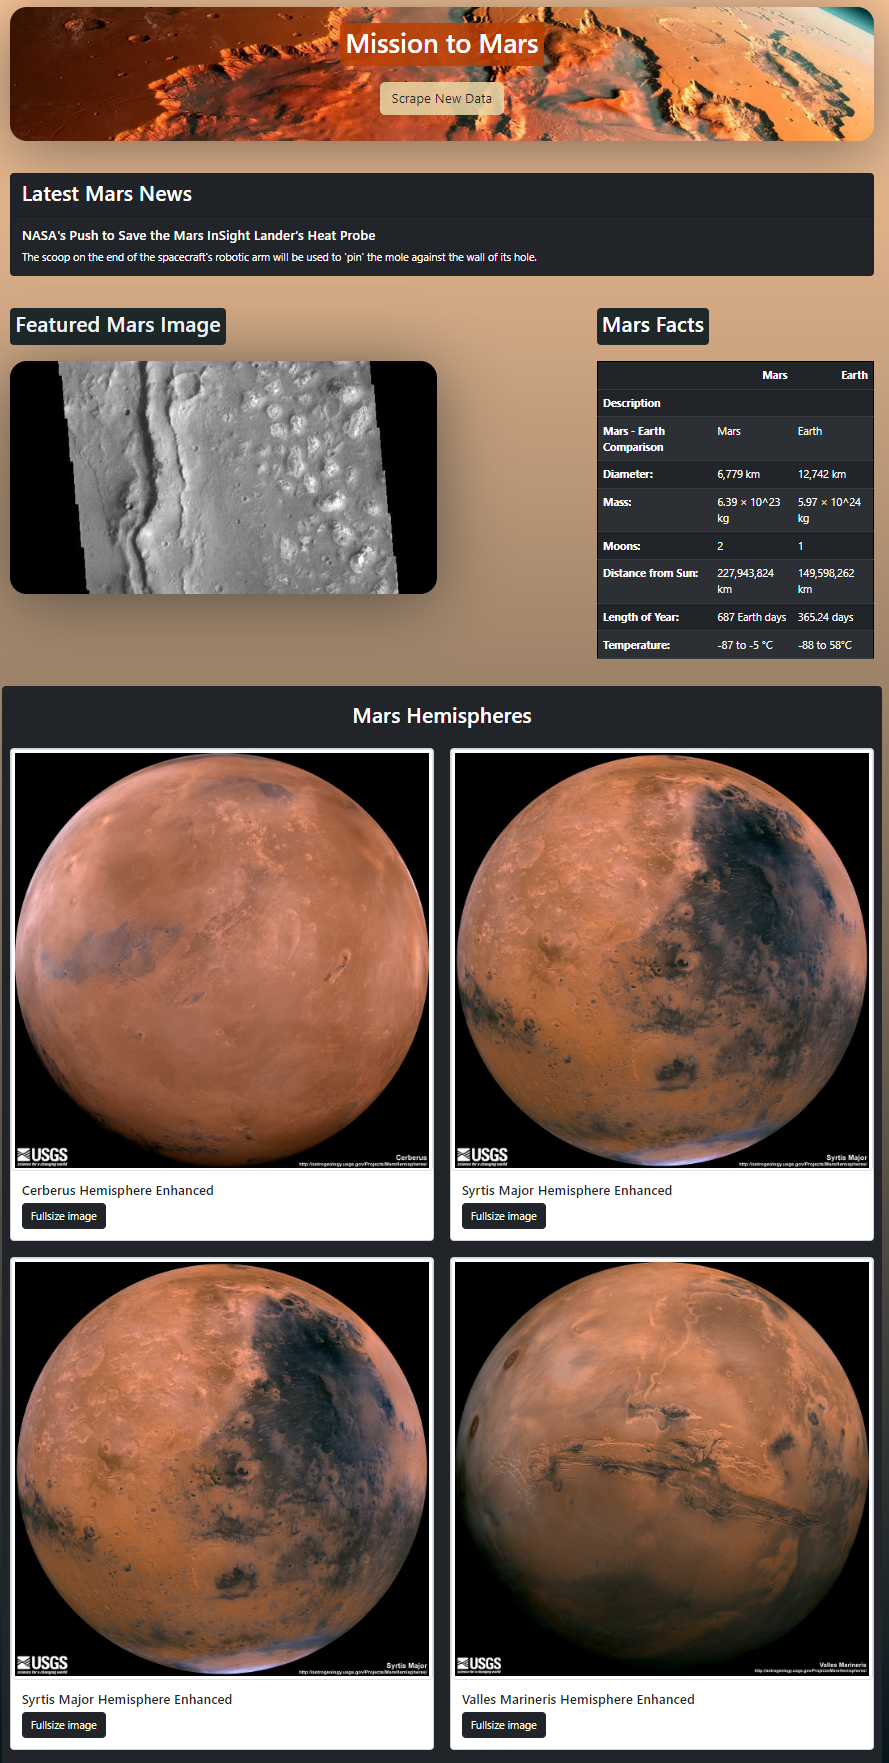 Mission to Mars
Scrape New Data
Latest Mars News
NASA's Push to Save the Mars InSight Lander's Heat Probe
The scoop on the end of the spacecraft's robotic arm will be used to 'pin' the mole against the wall of its hole.
Featured Mars Image
Mars Facts
Mars Earth
Description
Mars - Earth Comparison Mars Earth
Diameter: 6,779 km 12,742 km
Mass: 6.39 × 10^23 kg 5.97 × 10^24 kg
Moons: 2 1
Distance from Sun: 227,943,824 km 149,598,262 km
Length of Year: 687 Earth days 365.24 days
Temperature: -87 to -5 °C -88 to 58°C
Mars Hemispheres
USGS
science for a changing world
Cerberus
http://astrogeology.usgs.gov/Projects/MarsHemispheres/
USGS
science for a changing world
Syrtis Major
http://astrogeology.usgs.gov/Projects/MarsHemispheres/
Cerberus Hemisphere Enhanced
Fullsize image
Syrtis Major Hemisphere Enhanced
Fullsize image
USGS
science for a changing world
Syrtis Major
http://astrogeology.usgs.gov/Projects/MarsHemispheres/
USGS
science for a changing world
Valles Marineris
http://astrogeology.usgs.gov/Projects/MarsHemispheres/
Syrtis Major Hemisphere Enhanced
Fullsize image
Valles Marineris Hemisphere Enhanced
Fullsize image